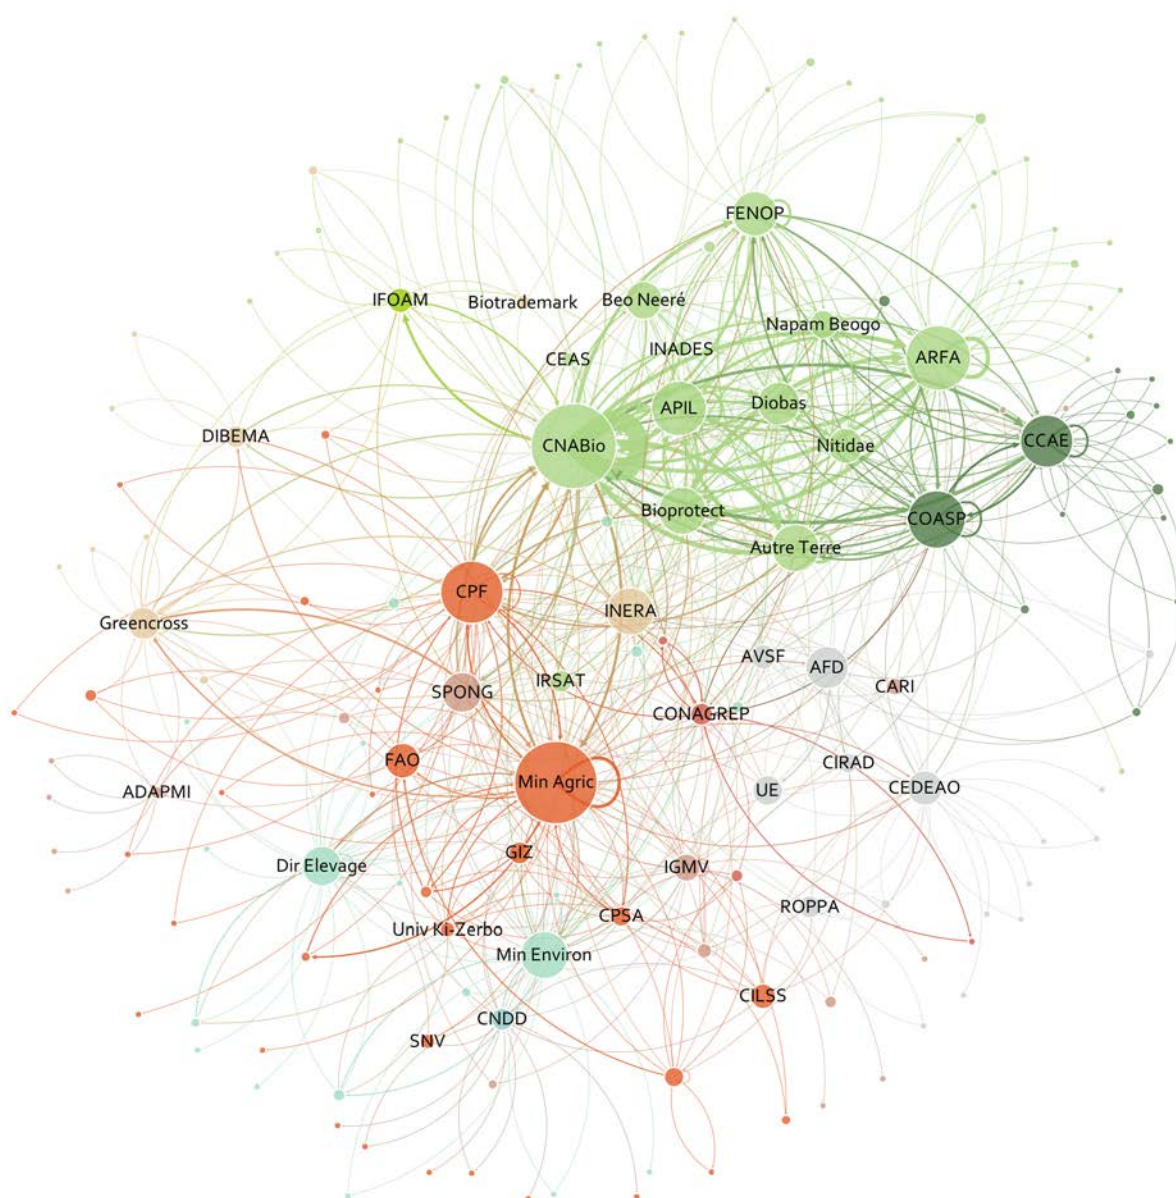 FENOP
IFOAM
Biotrademark
Beo Neeré
Napam Beogo
CEAS
INADES
ARFA
APIL
Diobas
DIBEMA
CNABio
Nitidae
CCAE
Bioprotect
COASP
Autre Terre
CPF
INERA
Greencross
AVSF
AFD
SPONG
IRSAT
CARI
CONAGREP
FAO
Min Agric
CIRAD
ADAPMI
UE
CEDEAO
Dir Elevage
GIZ
IGMV
ROPPA
CPSA
Univ Ki-Zerbo
Min Environ
CILSS
CNDD
SNV